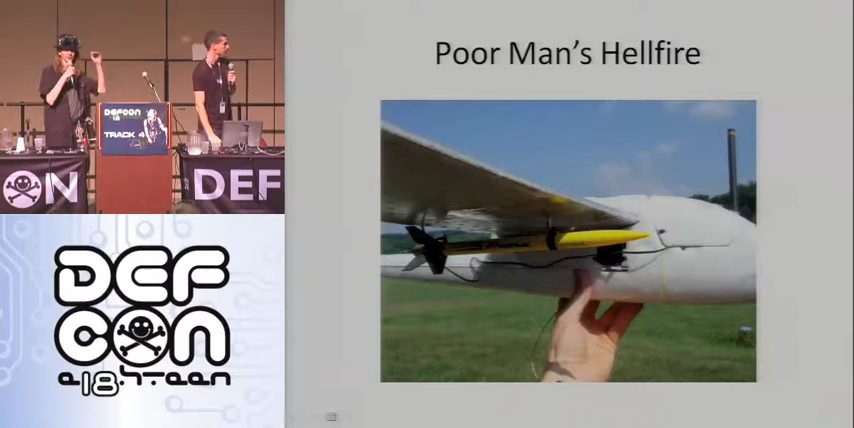 Poor Man's Hellfire
DEFCON
18
TRACK 4
ON
DEF
DEF
CON